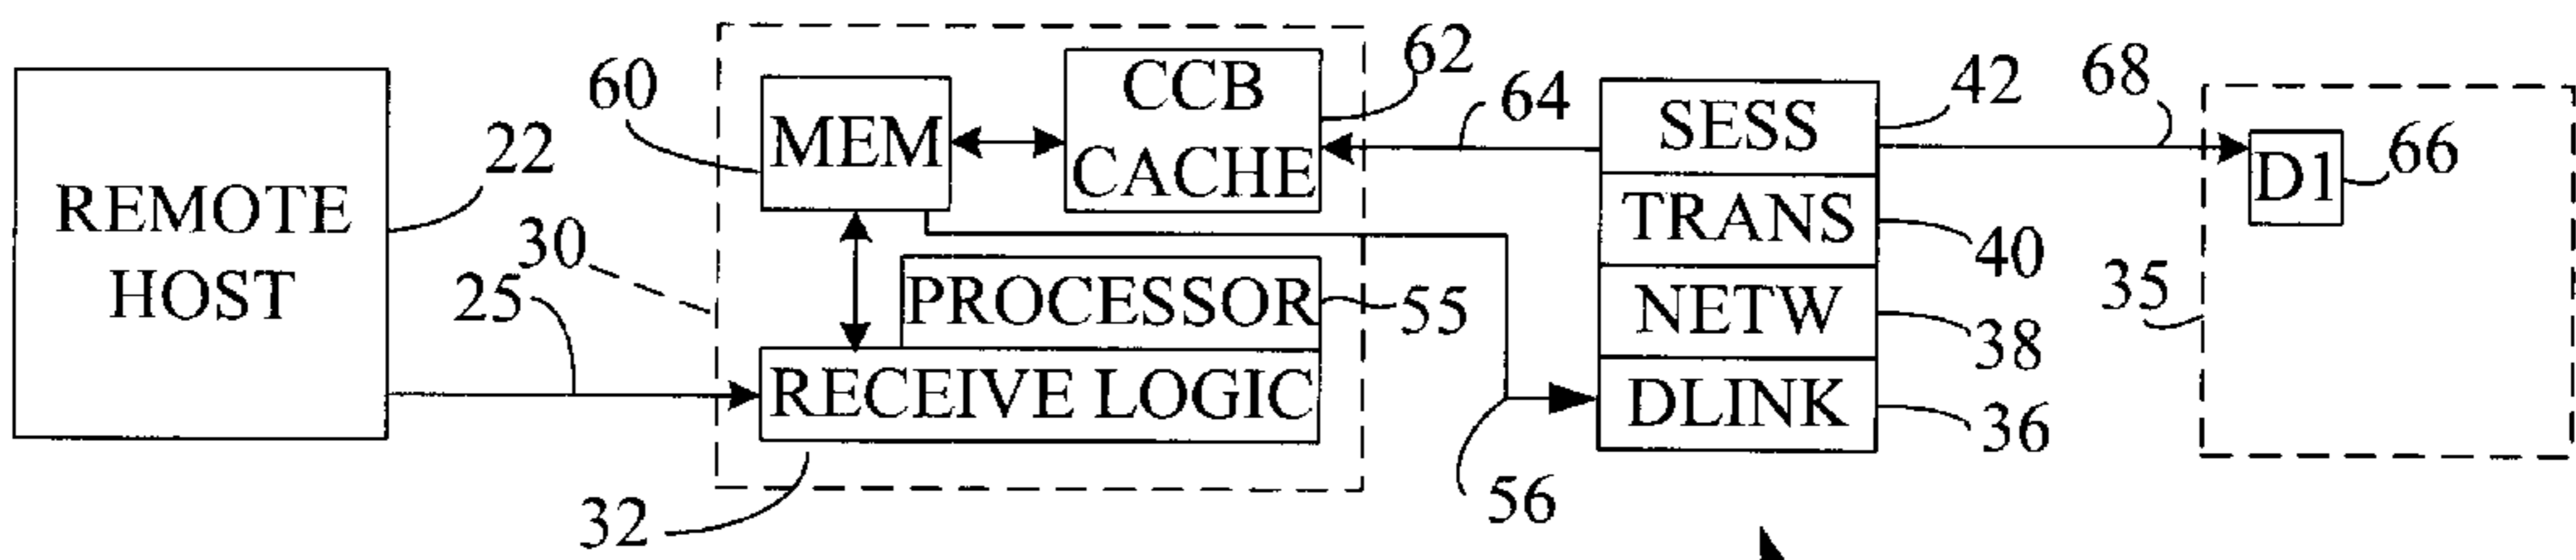 REMOTE
HOST
22
25
30
60
MEM
CCB
CACHE
62
PROCESSOR
55
RECEIVE LOGIC
32
64
56
SESS
42
TRANS
40
NETW
38
DLINK
36
68
D1
66
35